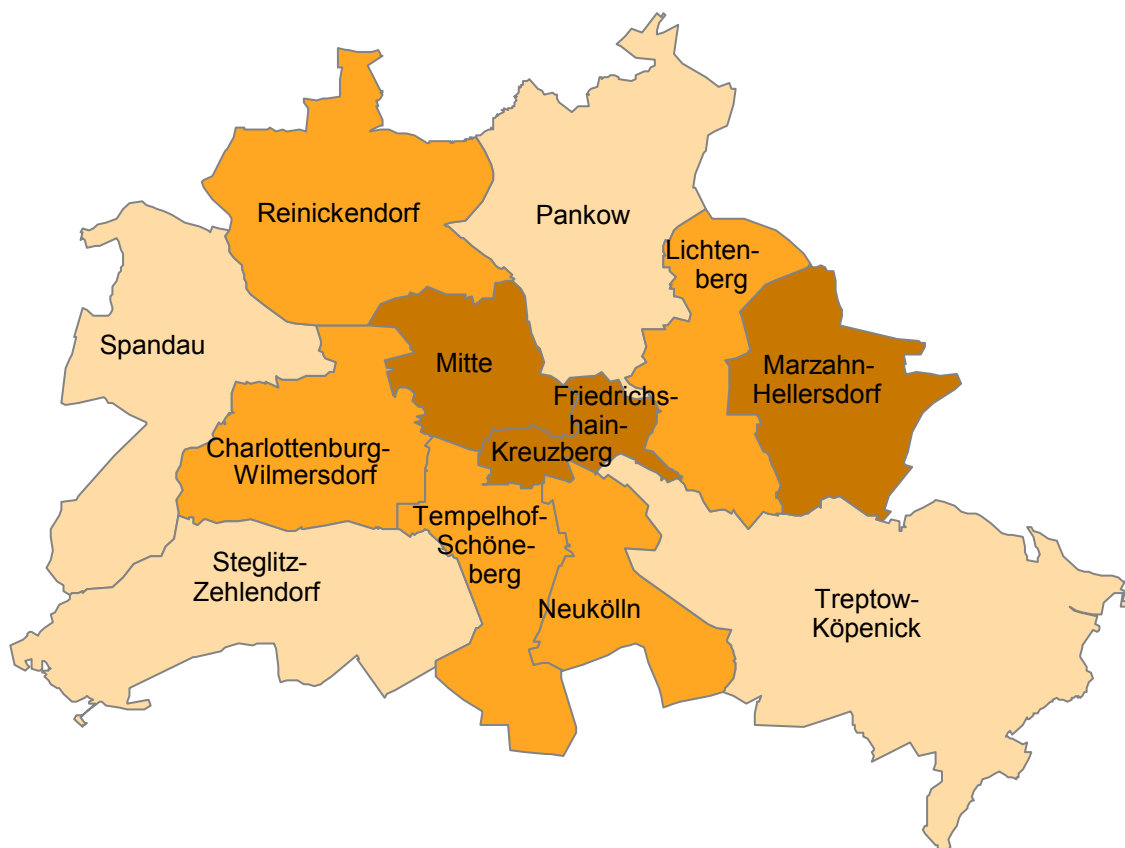 Reinickendorf
Pankow
Lichten-
berg
Spandau
Mitte
Marzahn-
Hellersdorf
Friedrichs-
hain-
Kreuzberg
Charlottenburg-
Wilmersdorf
Tempelhof-
Schöne-
berg
Steglitz-
Zehlendorf
Neukölln
Treptow-
Köpenick